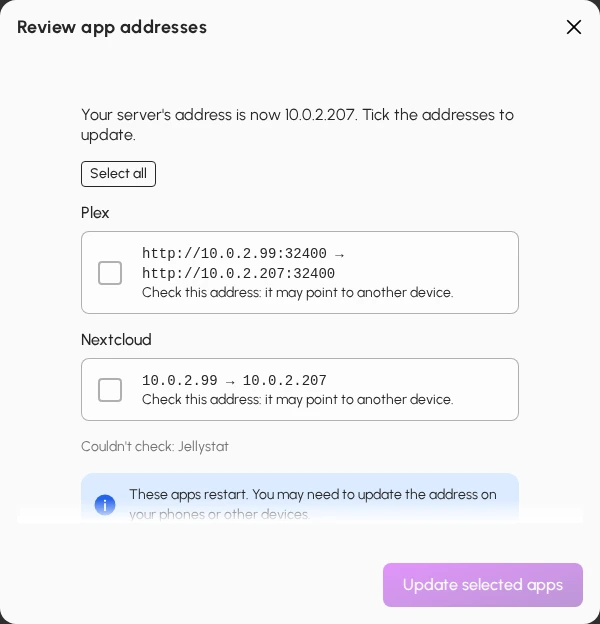 Review app addresses
Your server's address is now 10.0.2.207. Tick the addresses to
update.
Select all
Plex
http://10.0.2.99:32400 →
http://10.0.2.207:32400
Check this address: it may point to another device.
Nextcloud
10.0.2.99 → 10.0.2.207
Check this address: it may point to another device.
Couldn't check: Jellystat
These apps restart. You may need to update the address on
your phones or other devices.
Update selected apps